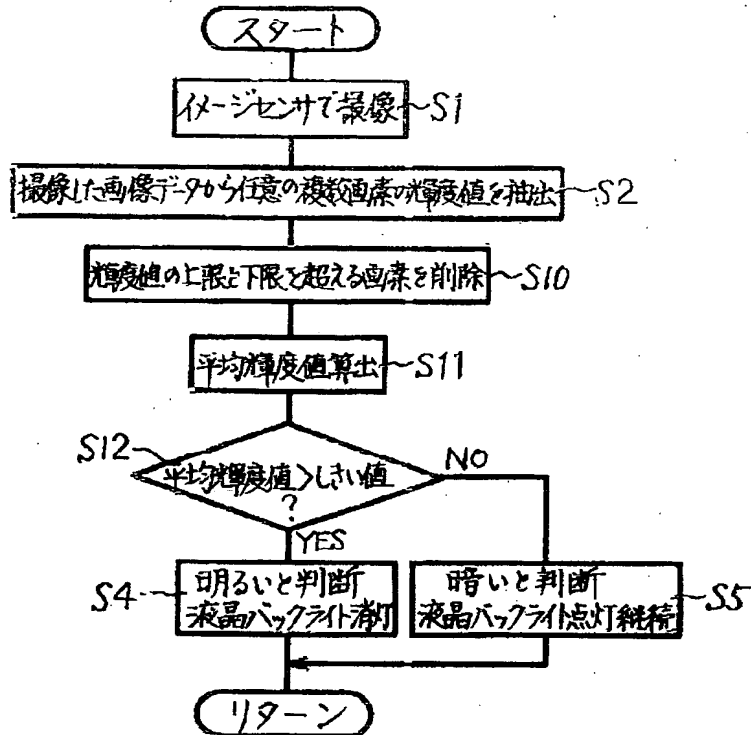 スタート
イメージセンサで撮像 S1
撮像した画像データから任意の複数画素の輝度値を抽出 S2
輝度値の上限と下限を超える画素を削除 S10
平均輝度値算出 S11
S12
平均輝度値>しきい値
?
NO
YES
S4
明るいと判断
液晶バックライト消灯
暗いと判断
液晶バックライト点灯継続
S5
リターン